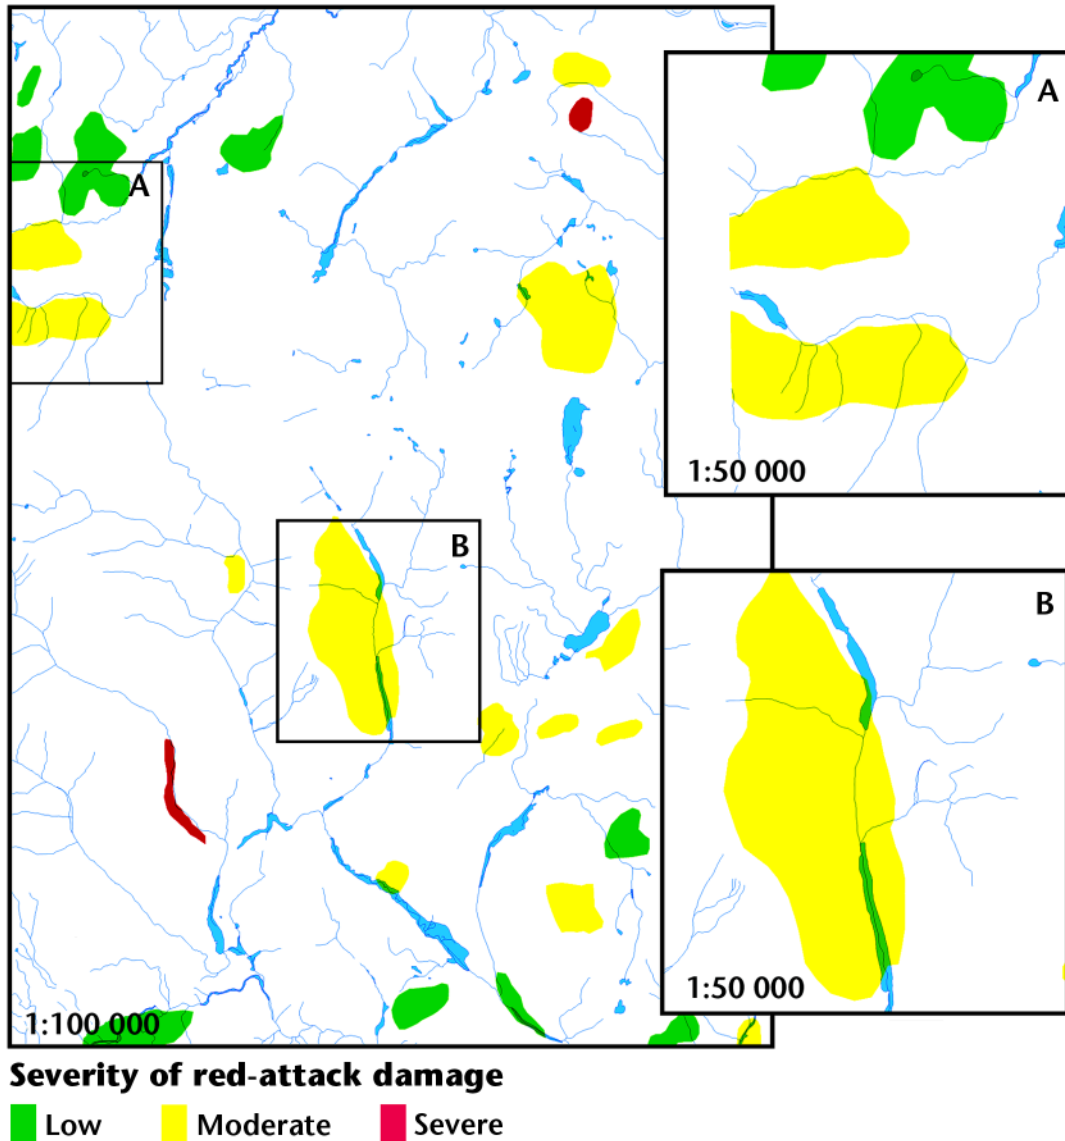 A
A
1:50 000
B
B
1:50 000
1:100 000
Severity of red-attack damage
Low Moderate Severe